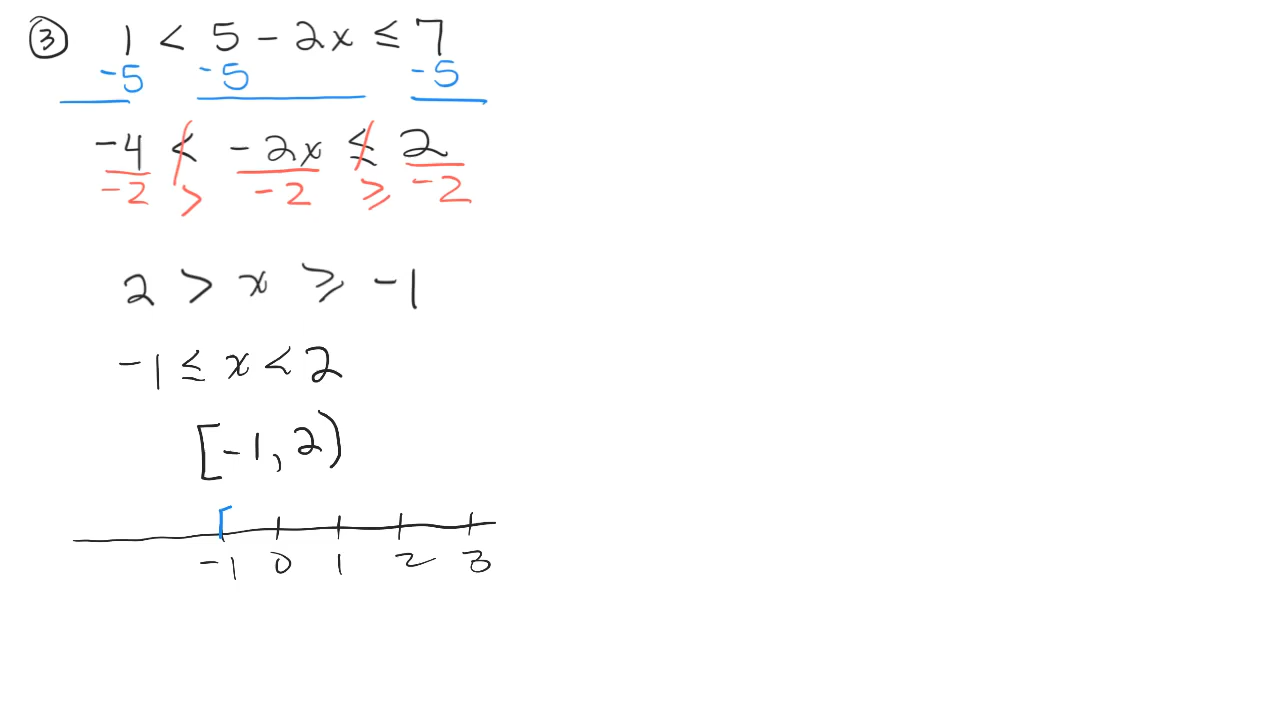 ③ 1 < 5 - 2x ≤ 7
-5 -5 -5
-4 < -2x ≤ 2
-2 > -2 ≥ -2
2 > x ≥ -1
-1 ≤ x < 2
[-1, 2)
[
-1 0 1 2 3